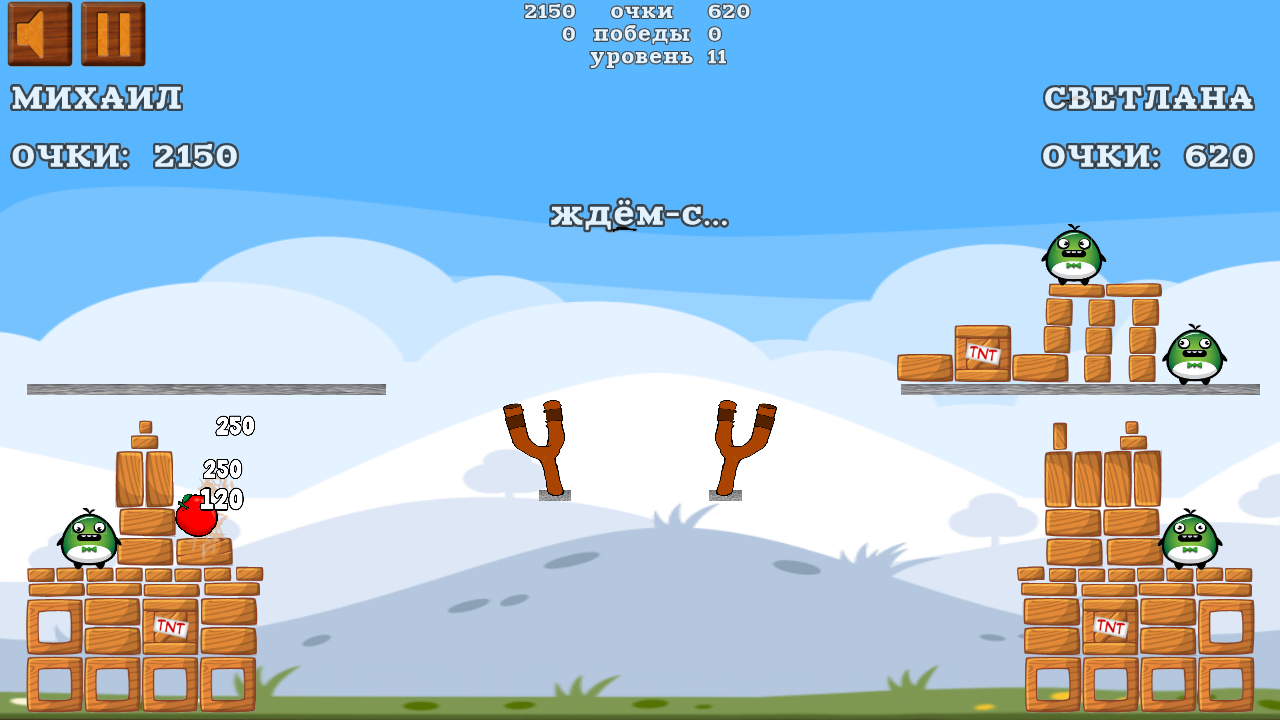 2150 очки 620
0 победы 0
уровень 11
МИХАИЛ
СВЕТЛАНА
ОЧКИ: 2150
ОЧКИ: 620
ждём-с...
TNT
250
250
120
TNT
TNT